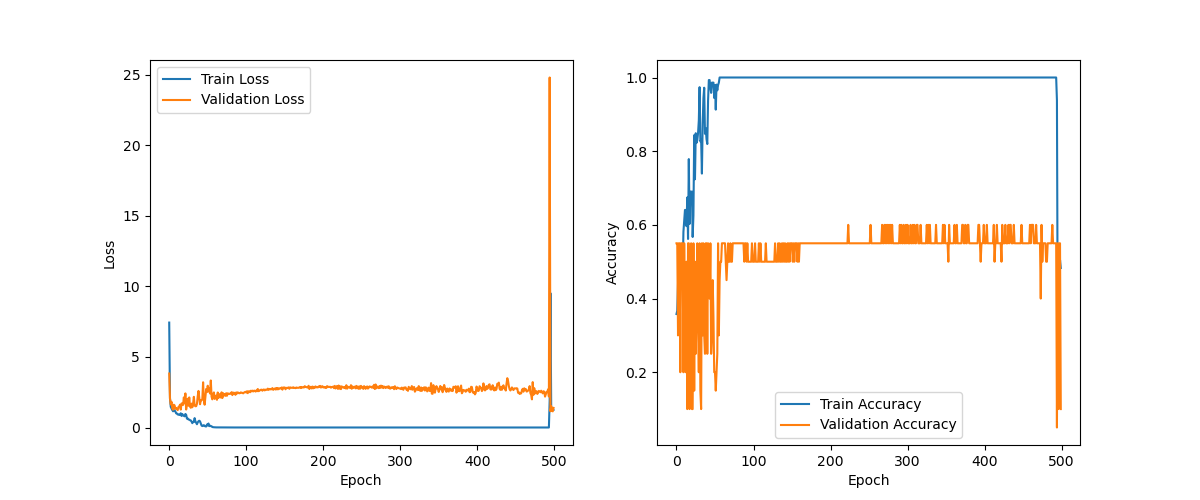 Train Loss
Validation Loss
25
20
15
10
5
0
Loss
0 100 200 300 400 500
Epoch
1.0
0.8
0.6
0.4
0.2
Accuracy
Train Accuracy
Validation Accuracy
0 100 200 300 400 500
Epoch